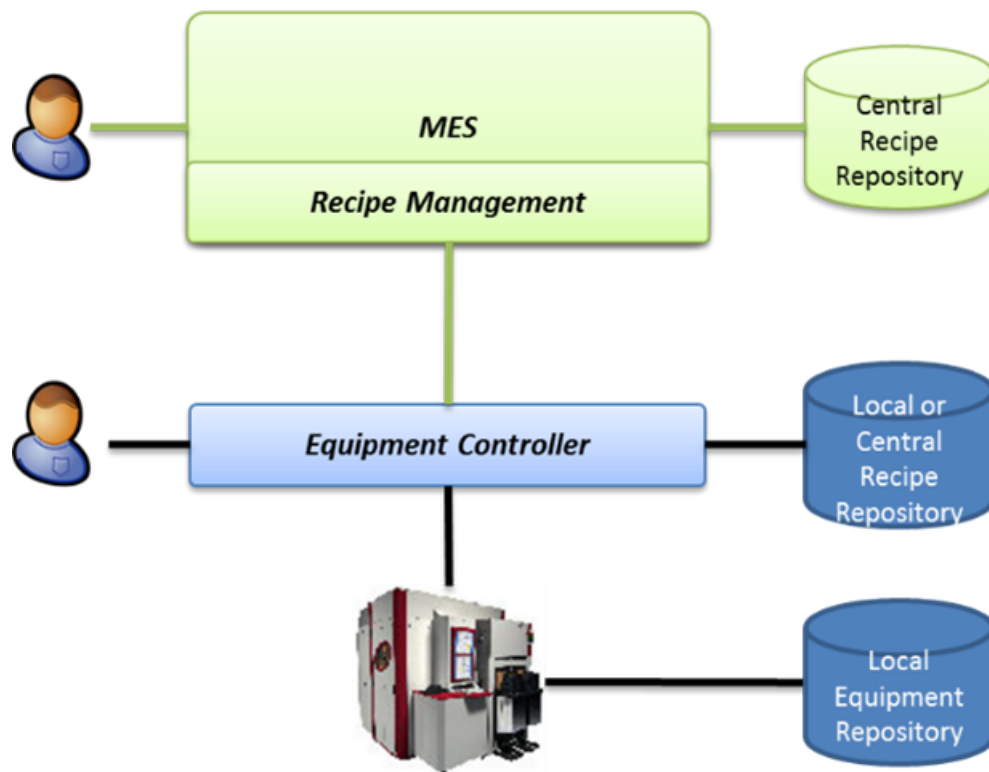 MES
Central
Recipe
Repository
Recipe Management
Equipment Controller
Local or
Central
Recipe
Repository
Local
Equipment
Repository